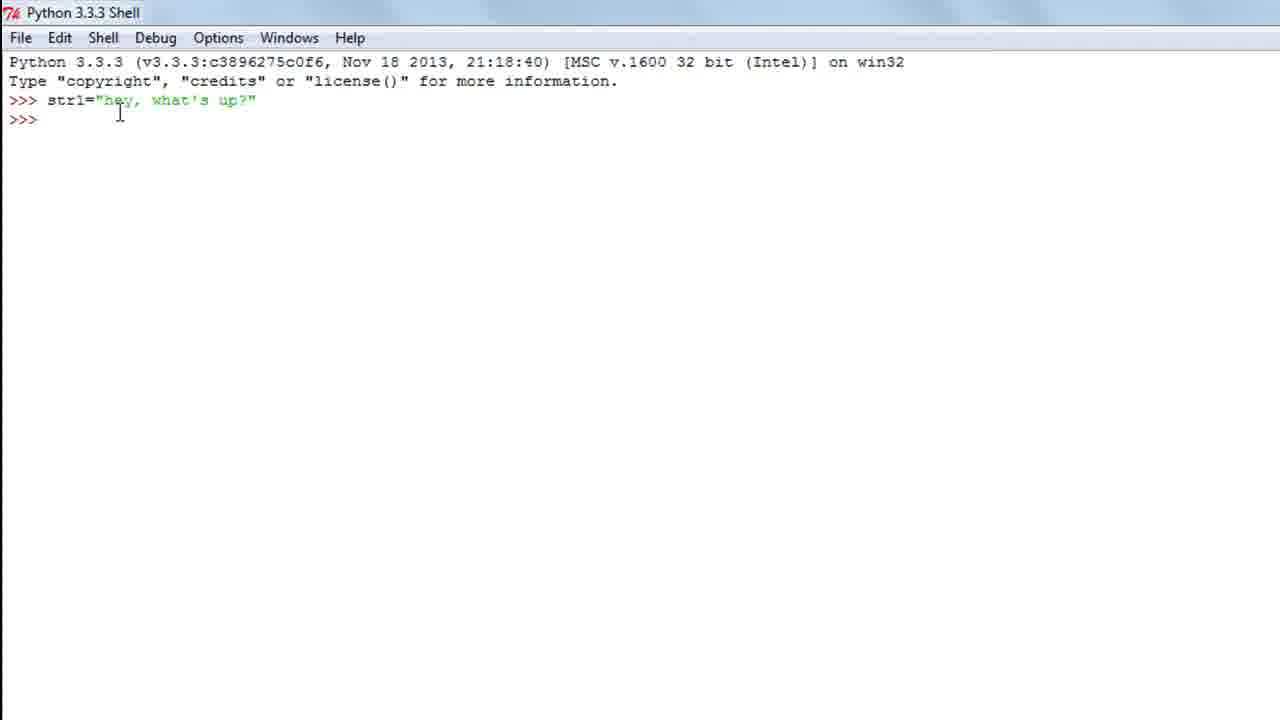 Python 3.3.3 Shell
File Edit Shell Debug Options Windows Help
Python 3.3.3 (v3.3.3:c3896275c0f6, Nov 18 2013, 21:18:40) [MSC v.1600 32 bit (Intel)] on win32
Type "copyright", "credits" or "license()" for more information.
>>> str1="hey, what's up?"
>>>